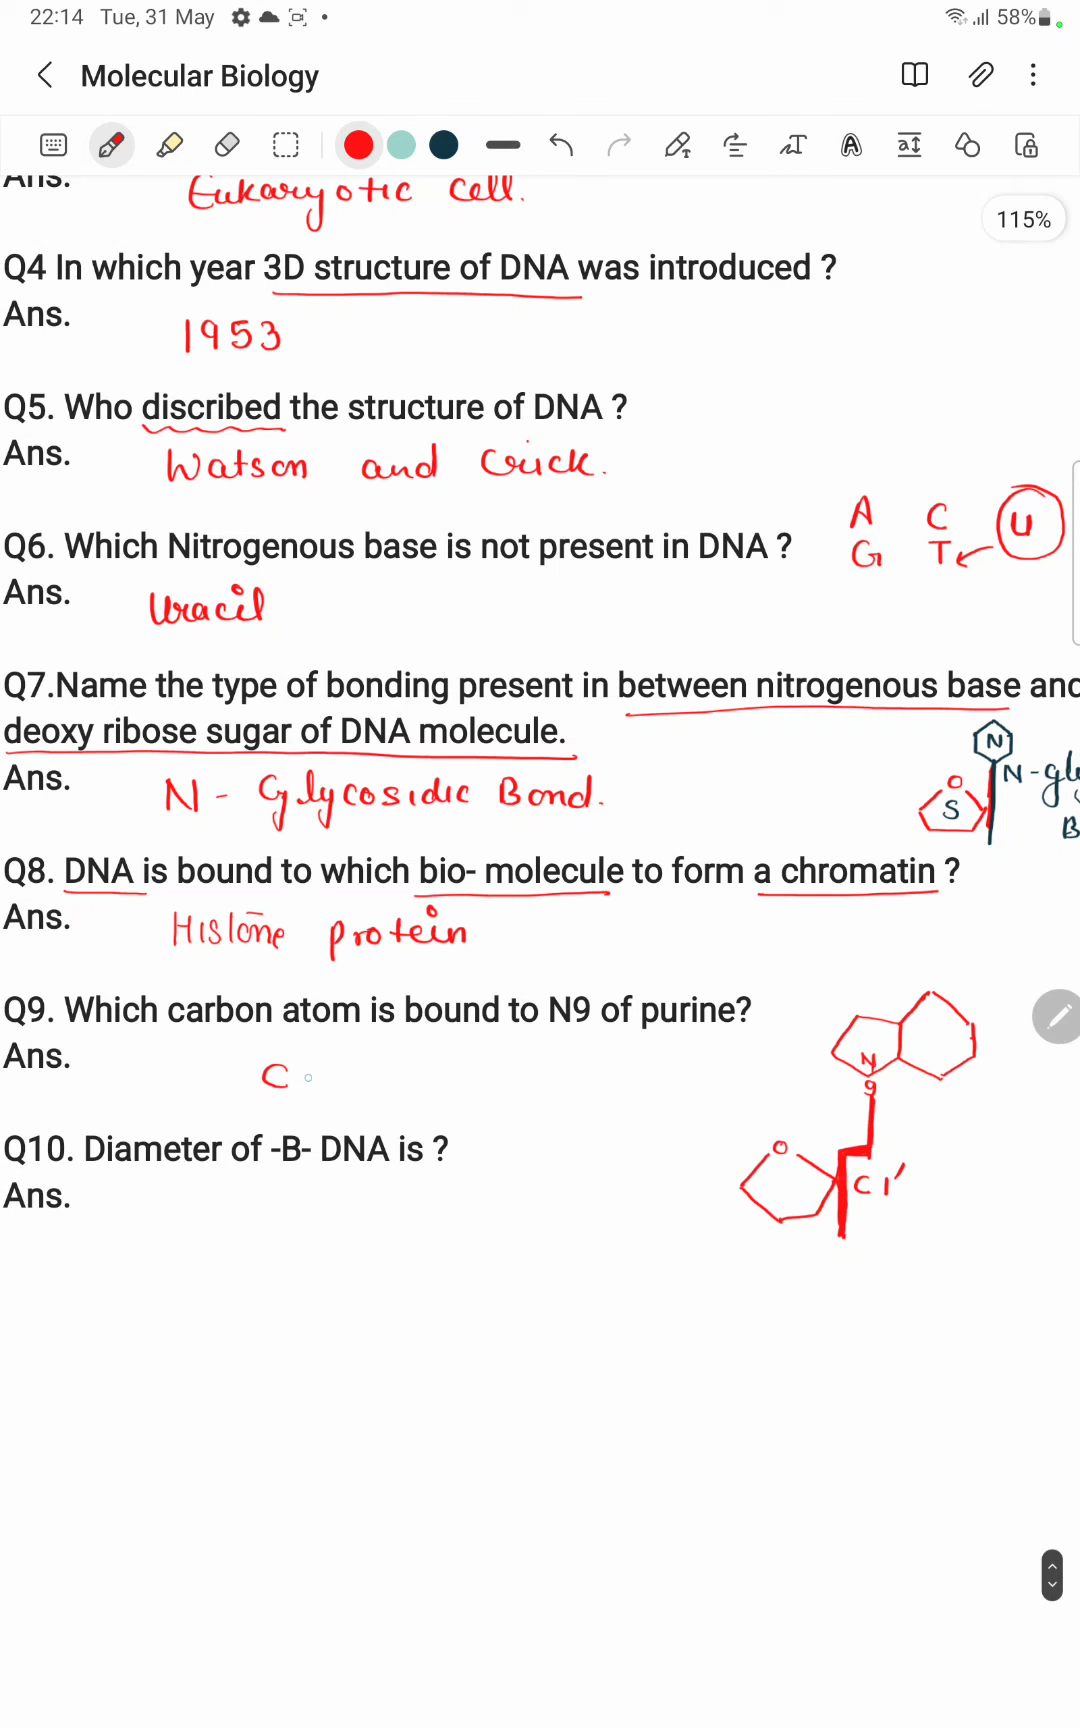 22:14 Tue, 31 May 58%
Molecular Biology
Ans. Eukaryotic Cell.
115%
Q4 In which year 3D structure of DNA was introduced ?
Ans. 1953
Q5. Who discribed the structure of DNA ?
Ans. Watson and Crick.
A C U
Q6. Which Nitrogenous base is not present in DNA ?
G T
Ans. Uracil
Q7.Name the type of bonding present in between nitrogenous base and
deoxy ribose sugar of DNA molecule.
N
Ans. N - Glycosidic Bond.
O N-gly
S B
Q8. DNA is bound to which bio- molecule to form a chromatin ?
Ans. Histone protein
Q9. Which carbon atom is bound to N9 of purine?
Ans. C
N
9
Q10. Diameter of -B- DNA is ?
O
C1′
Ans.